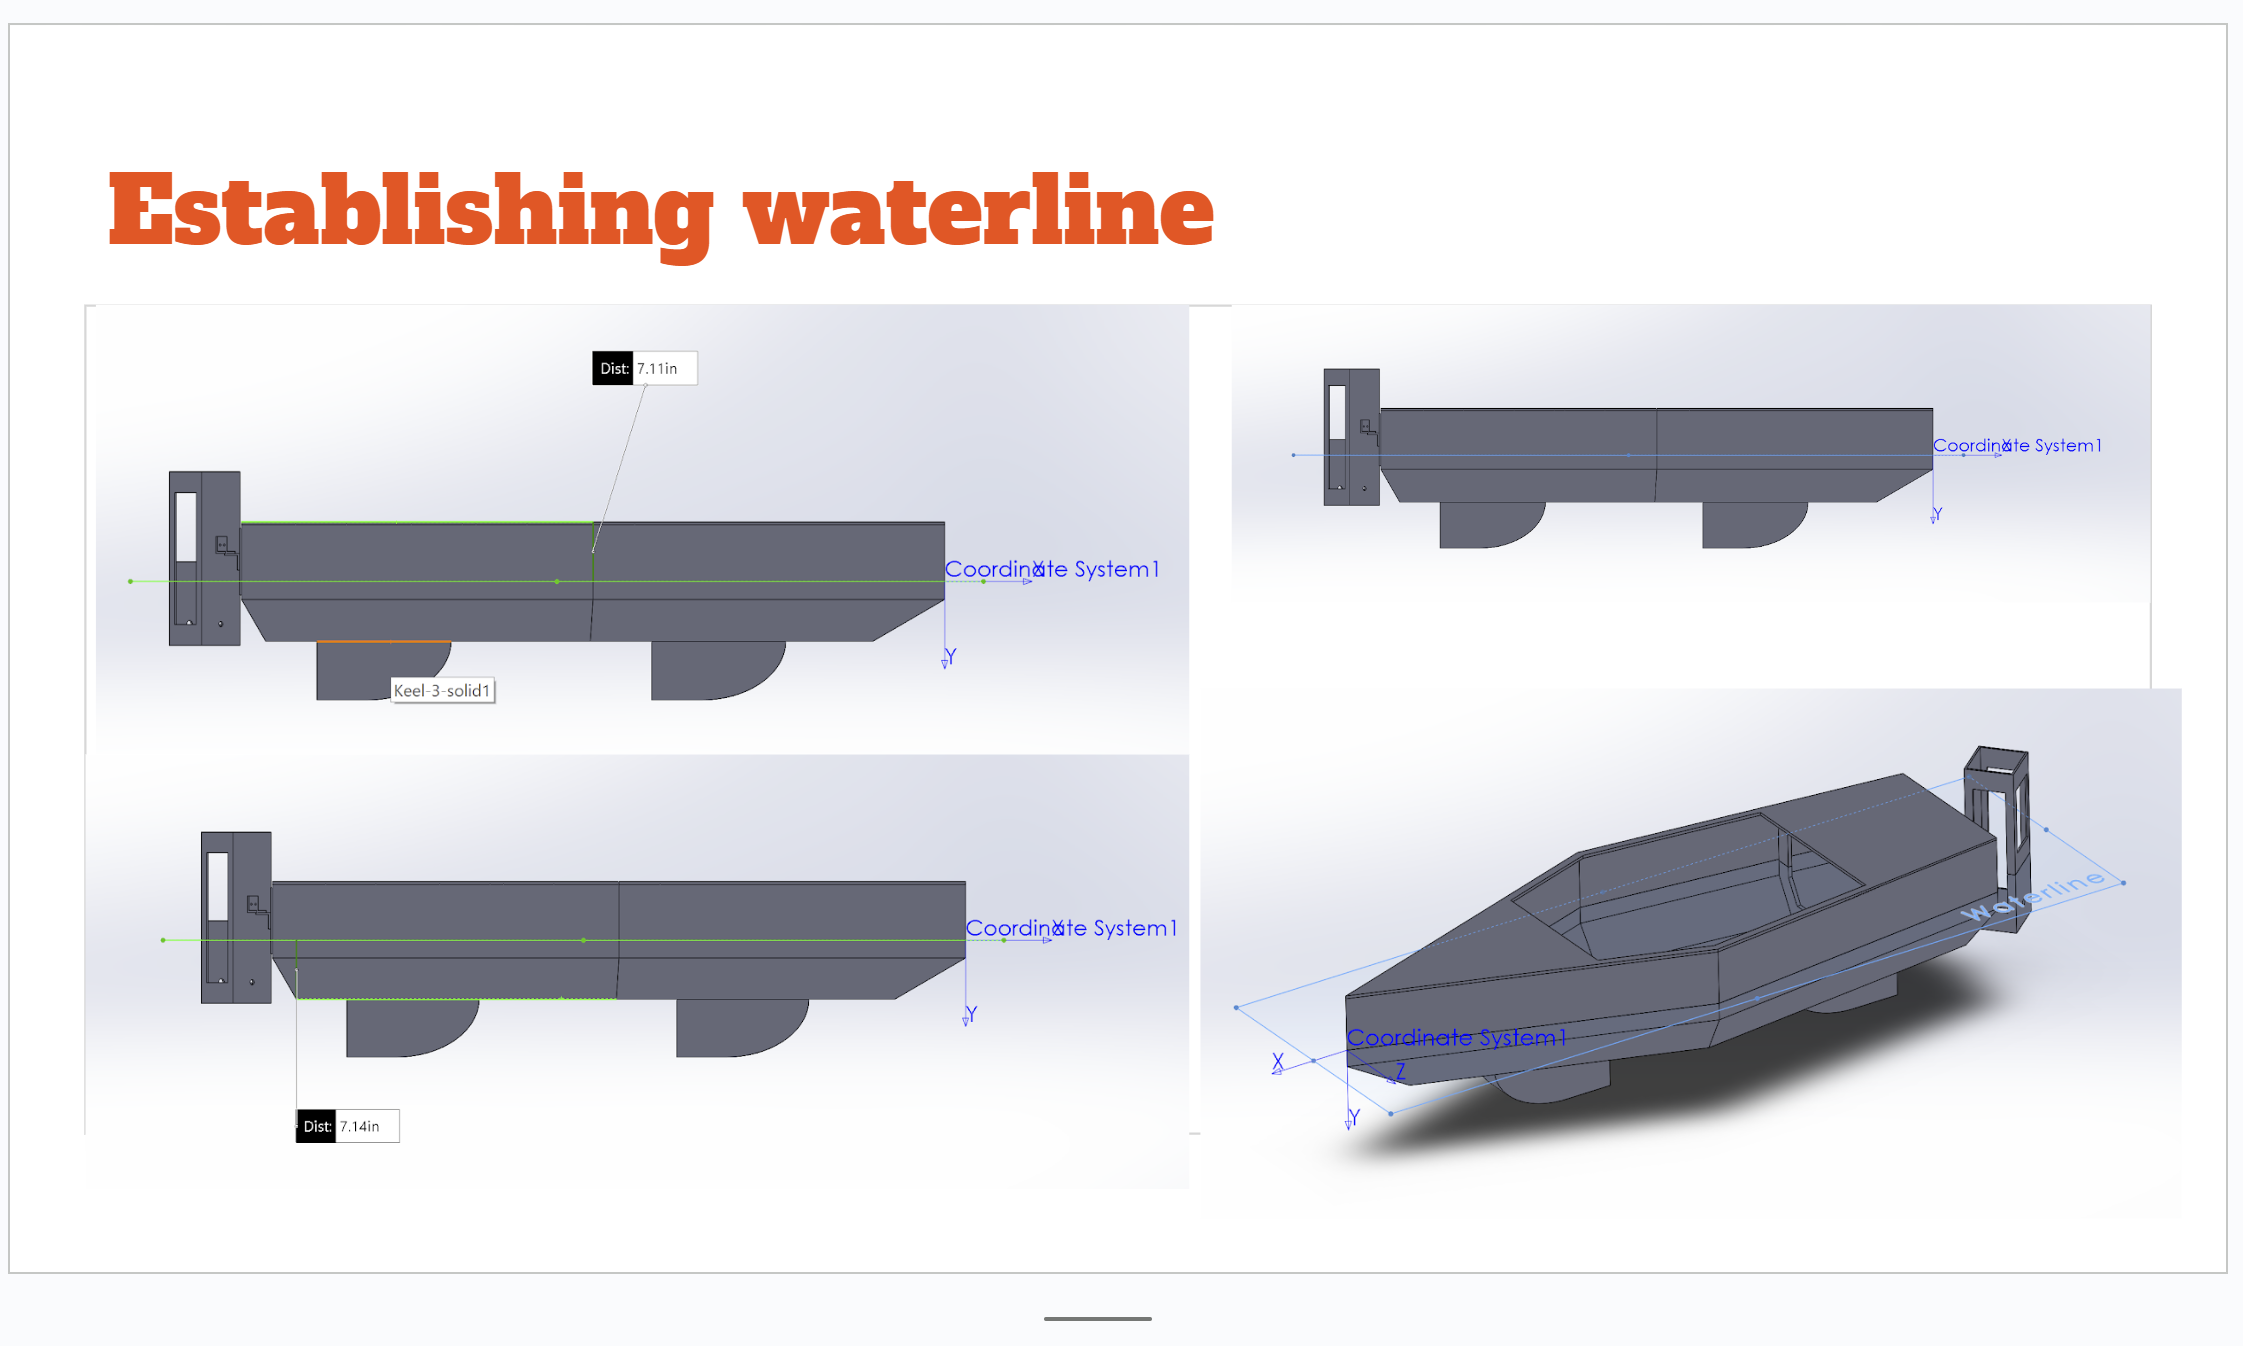 Establishing waterline
Dist: 7.11in
Coordinate System1
X
Y
Keel-3-solid1
Coordinate System1
X
Y
Dist: 7.14in
Coordinate System1
X
Y
Waterline
Coordinate System1
X
Z
Y